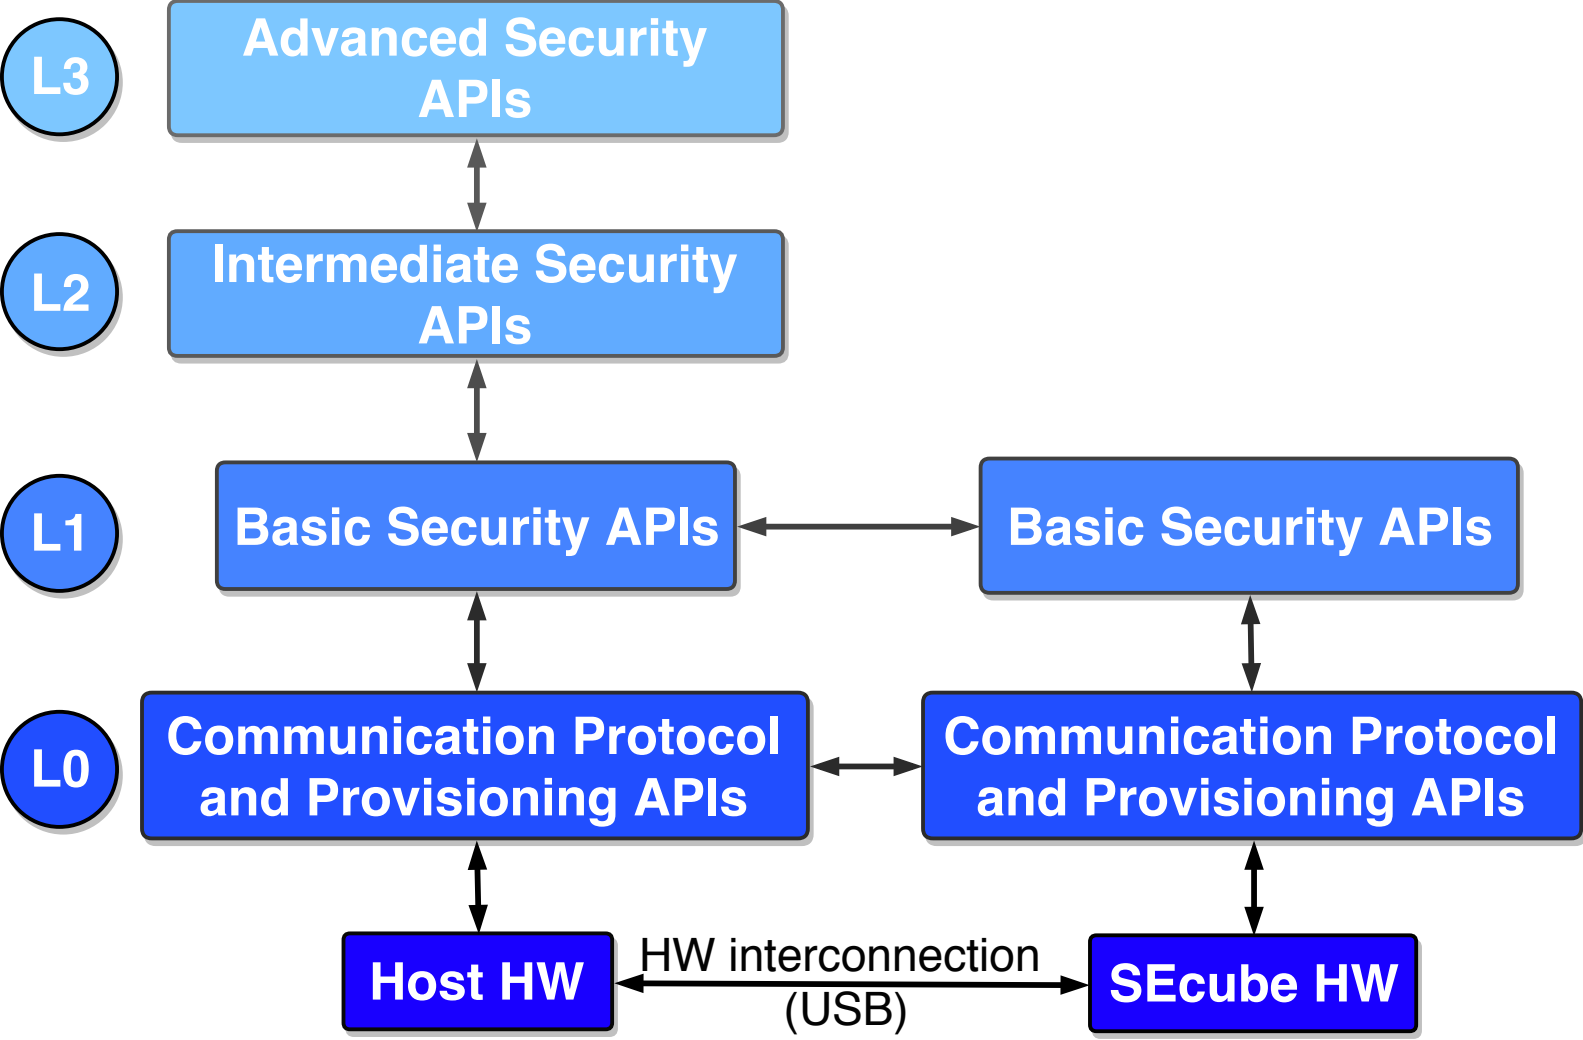 L3
Advanced Security
APIs
L2
Intermediate Security
APIs
L1
Basic Security APIs
Basic Security APIs
L0
Communication Protocol
and Provisioning APIs
Communication Protocol
and Provisioning APIs
Host HW
HW interconnection
(USB)
SEcube HW